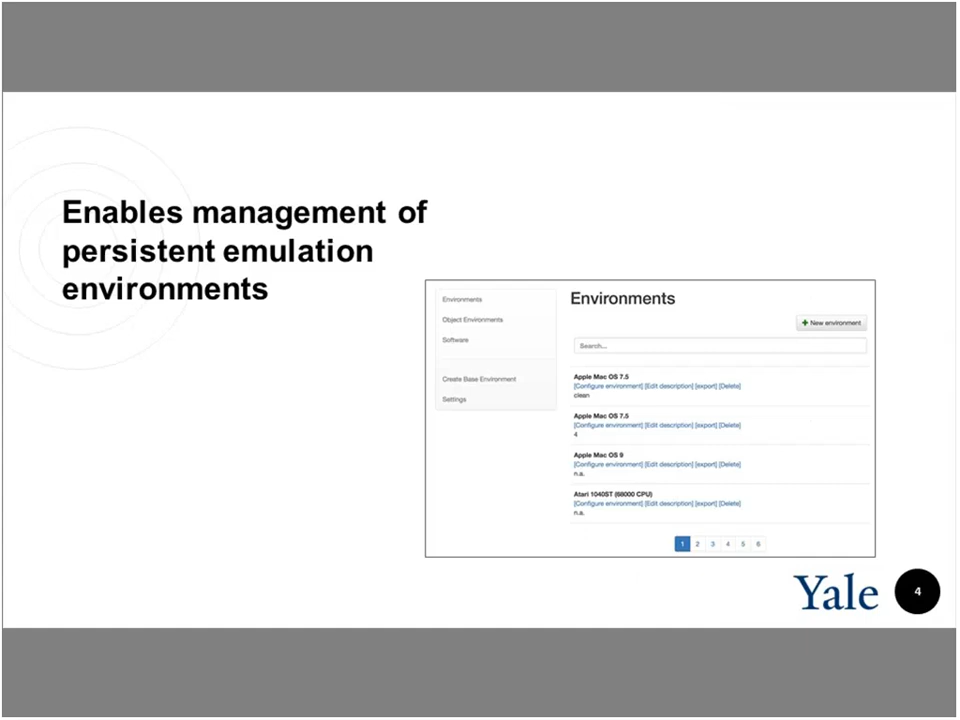 Enables management of
persistent emulation
environments
Environments
Object Environments
Software
Create Base Environment
Settings
Environments
New environment
Search...
Apple Mac OS 7.5
[Configure environment] [Edit description] [export] [Delete]
clean
Apple Mac OS 7.5
[Configure environment] [Edit description] [export] [Delete]
4
Apple Mac OS 9
[Configure environment] [Edit description] [export] [Delete]
n.a.
Atari 1040ST (68000 CPU)
[Configure environment] [Edit description] [export] [Delete]
n.a.
1 2 3 4 5 6
Yale
4